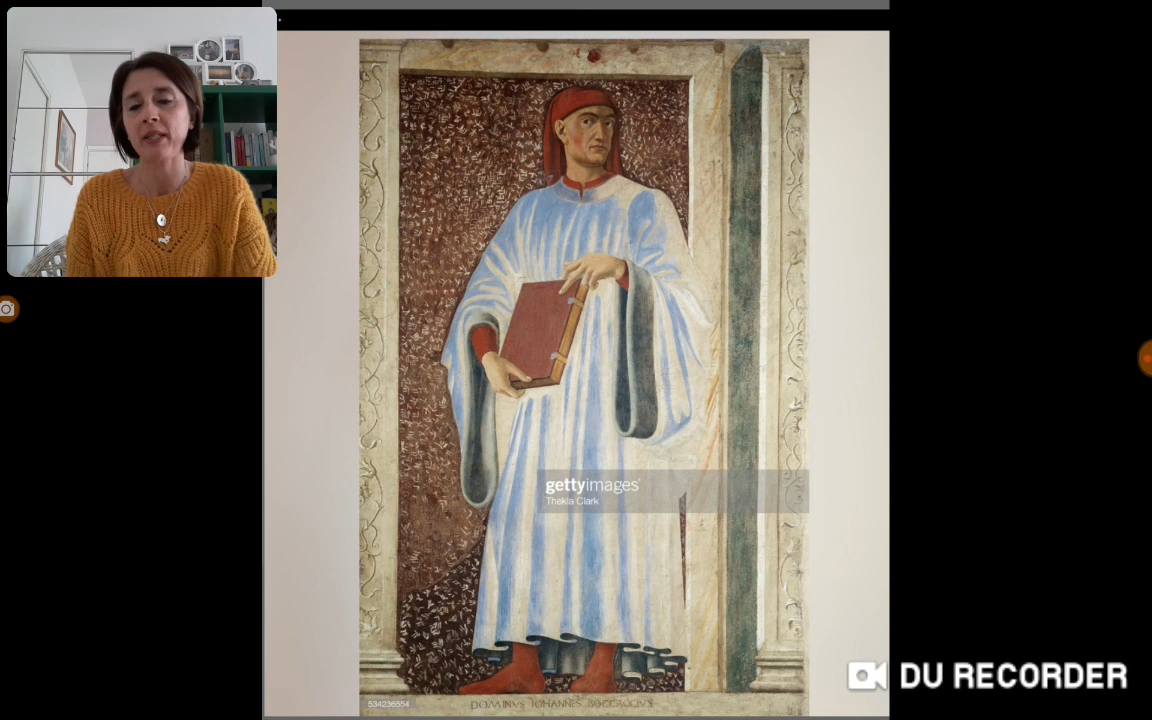 gettyimages®
Thekla Clark
534236554
DOMINVS IOHANNES BOCCACCIVS
DU RECORDER